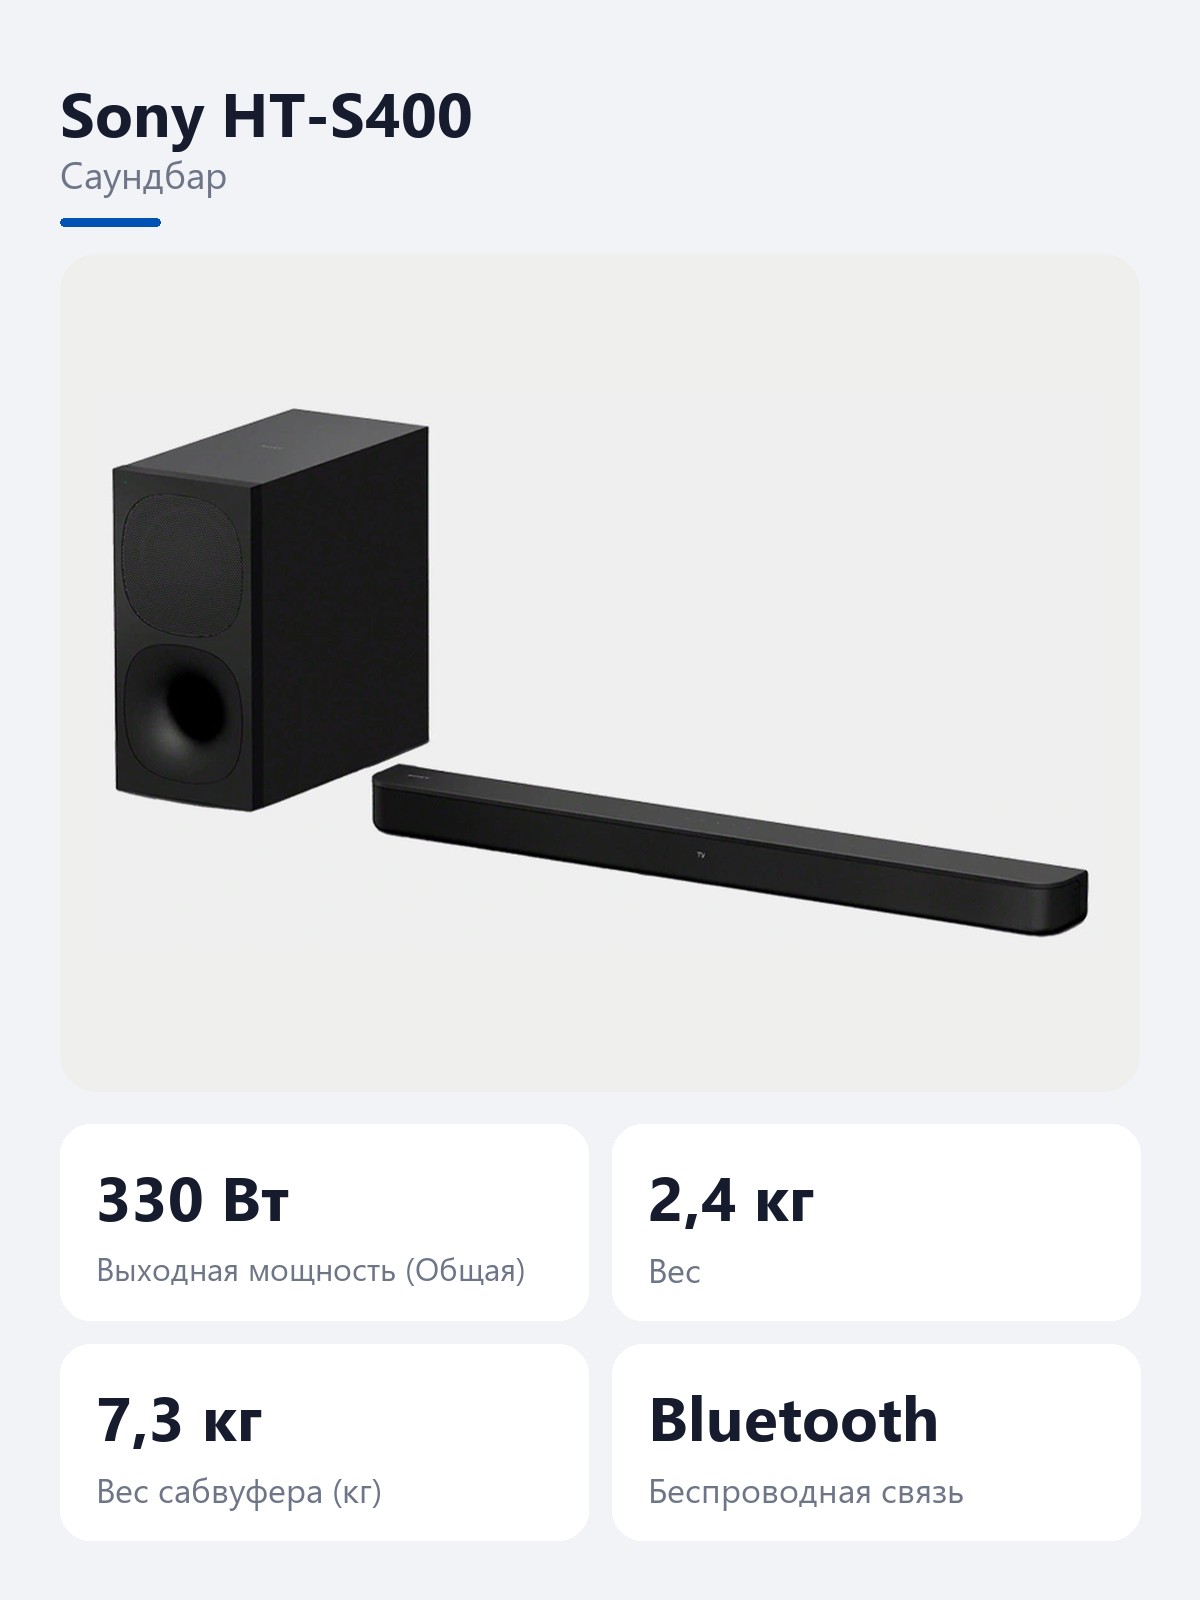 Sony HT-S400
Саундбар
TV
330 Вт
Выходная мощность (Общая)
2,4 кг
Вес
7,3 кг
Вес сабвуфера (кг)
Bluetooth
Беспроводная связь